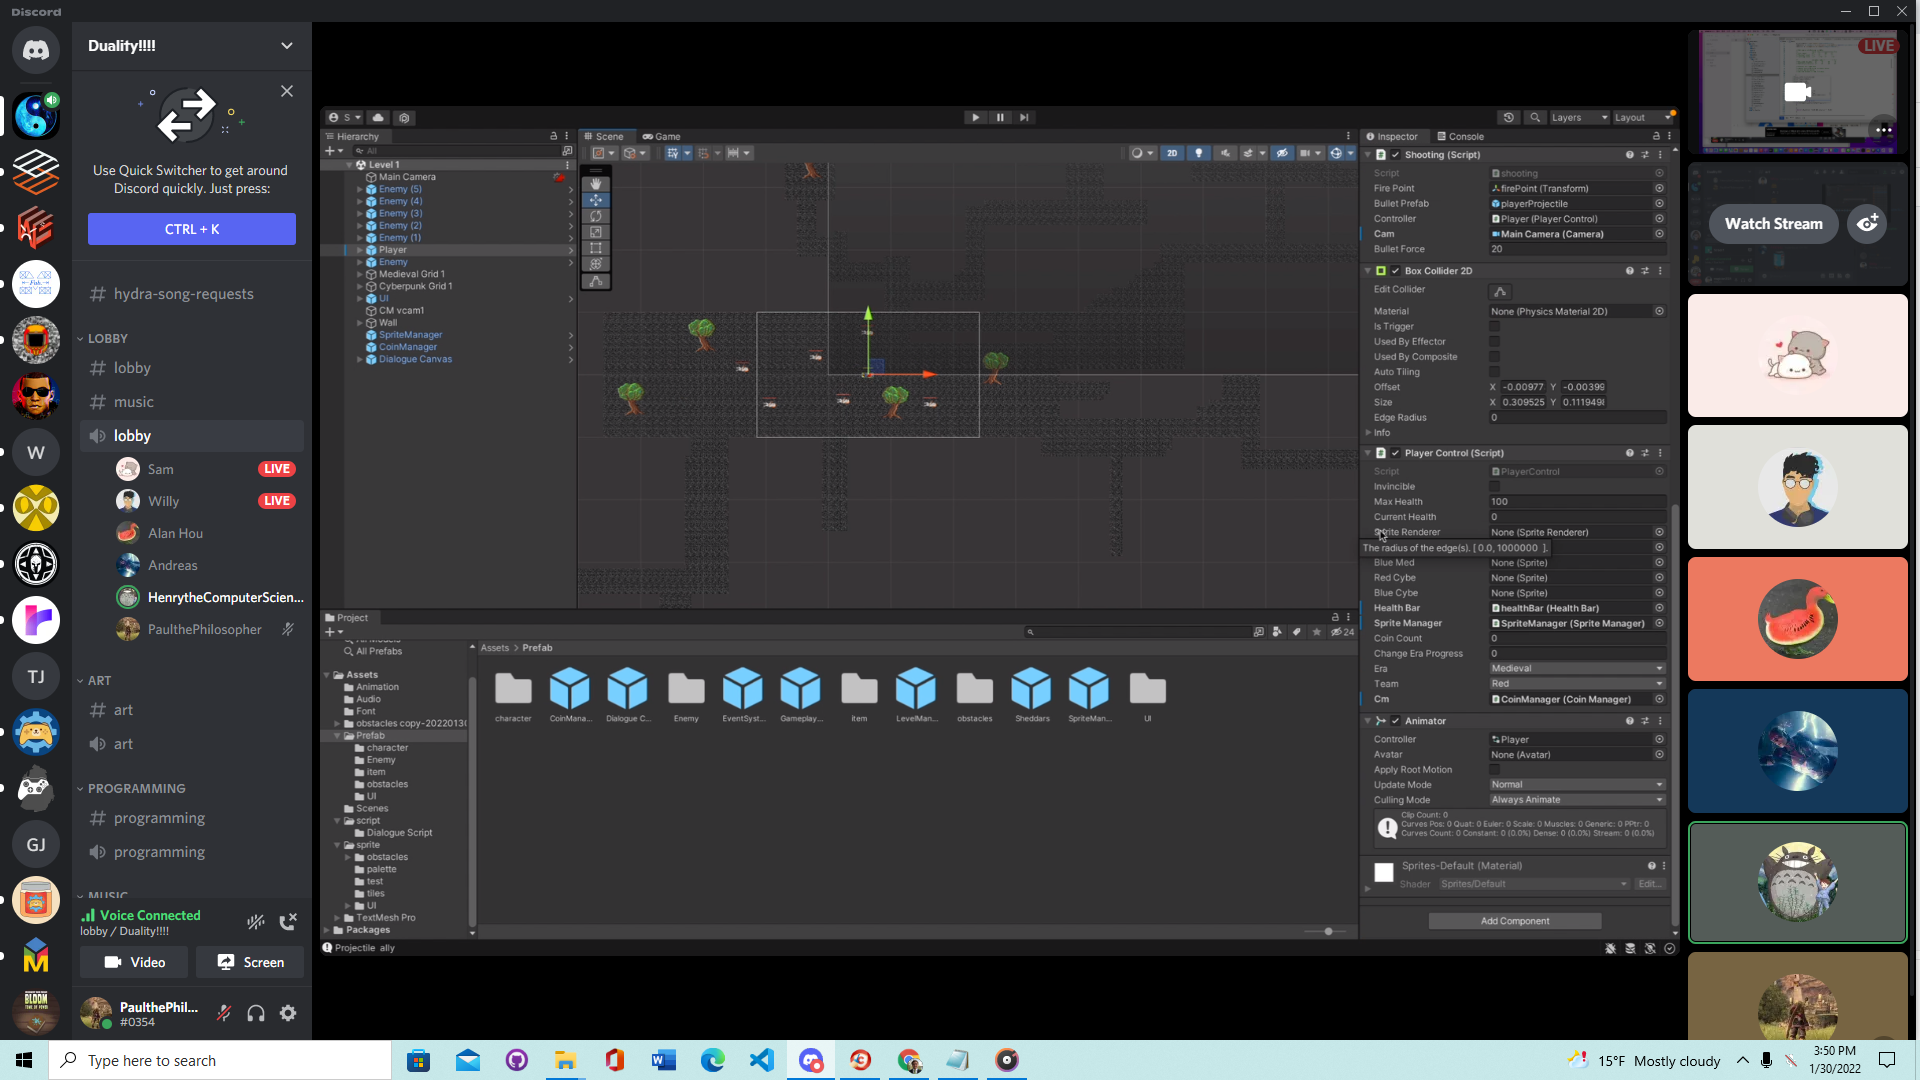 Discord
Duality!!!!
Use Quick Switcher to get around
Discord quickly. Just press:
CTRL + K
hydra-song-requests
LOBBY
lobby
music
lobby
Sam
LIVE
Willy
LIVE
Alan Hou
Andreas
HenrytheComputerScien...
PaulthePhilosopher
W
TJ
GJ
ART
art
art
PROGRAMMING
programming
programming
MUSIC
Voice Connected
lobby / Duality!!!!
Video
Screen
PaulthePhil...
#0354
BLOOM
S
Layers
Layout
Hierarchy
All
Level 1
Main Camera
Enemy (5)
Enemy (4)
Enemy (3)
Enemy (2)
Enemy (1)
Player
Enemy
Medieval Grid 1
Cyberpunk Grid 1
UI
CM vcam1
Wall
SpriteManager
CoinManager
Dialogue Canvas
Scene
Game
2D
Inspector
Console
Shooting (Script)
Script
shooting
Fire Point
firePoint (Transform)
Bullet Prefab
playerProjectile
Controller
Player (Player Control)
Cam
Main Camera (Camera)
Bullet Force
20
Box Collider 2D
Edit Collider
Material
None (Physics Material 2D)
Is Trigger
Used By Effector
Used By Composite
Auto Tiling
Offset
X -0.00977 Y -0.00399
Size
X 0.309525 Y 0.111949
Edge Radius
0
Info
Player Control (Script)
Script
PlayerControl
Invincible
Max Health
100
Current Health
0
Sprite Renderer
None (Sprite Renderer)
The radius of the edge(s). [ 0.0, 1000000 ].
Blue Med
None (Sprite)
Red Cybe
None (Sprite)
Blue Cybe
None (Sprite)
Health Bar
healthBar (Health Bar)
Sprite Manager
SpriteManager (Sprite Manager)
Coin Count
0
Change Era Progress
0
Era
Medieval
Team
Red
Cm
CoinManager (Coin Manager)
Animator
Controller
Player
Avatar
None (Avatar)
Apply Root Motion
Update Mode
Normal
Culling Mode
Always Animate
Clip Count: 0
Curves Pos: 0 Quat: 0 Euler: 0 Scale: 0 Muscles: 0 Generic: 0 PPtr: 0
Curves Count: 0 Constant: 0 (0.0%) Dense: 0 (0.0%) Stream: 0 (0.0%)
Sprites-Default (Material)
Shader
Sprites/Default
Edit...
Add Component
Project
24
All Prefabs
Assets
Animation
Audio
Font
Prefab
character
Enemy
item
obstacles
UI
Scenes
script
Dialogue Script
sprite
obstacles
palette
test
tiles
UI
TextMesh Pro
Packages
Assets > Prefab
character
CoinMana...
Dialogue C...
Enemy
EventSyst...
Gameplay...
item
LevelMan...
obstacles
Sheddars
SpriteMan...
UI
Projectile ally
LIVE
Watch Stream
Type here to search
15°F Mostly cloudy
3:50 PM
1/30/2022